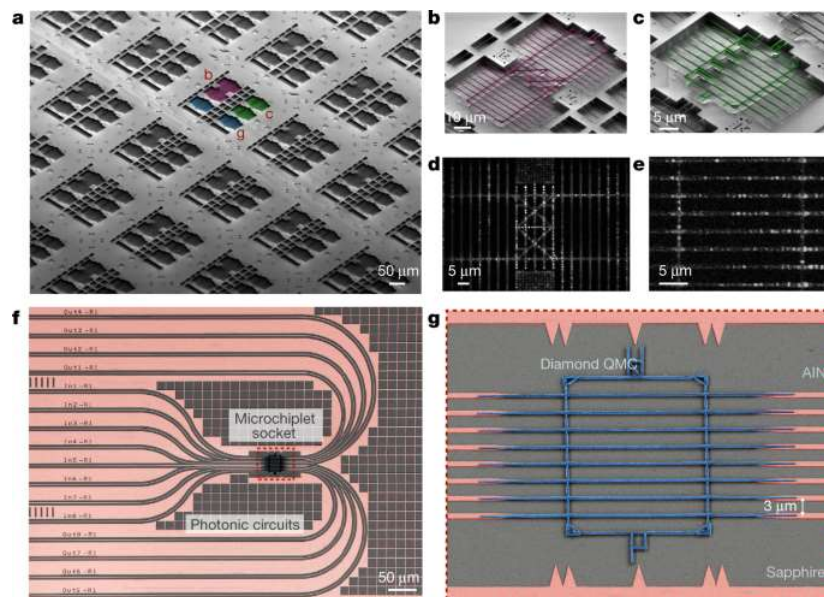 a
b
g
c
50 μm
b
10 μm
c
5 μm
d
5 μm
e
5 μm
f
Out4-R1
Out3-R1
Out2-R1
Out1-R1
In1-R1
In2-R1
In3-R1
In4-R1
In5-R1
In6-R1
In7-R1
In8-R1
Out8-R1
Out7-R1
Out6-R1
Out5-R1
Microchiplet
socket
Photonic circuits
50 μm
g
Diamond QMC
AlN
3 μm
Sapphire